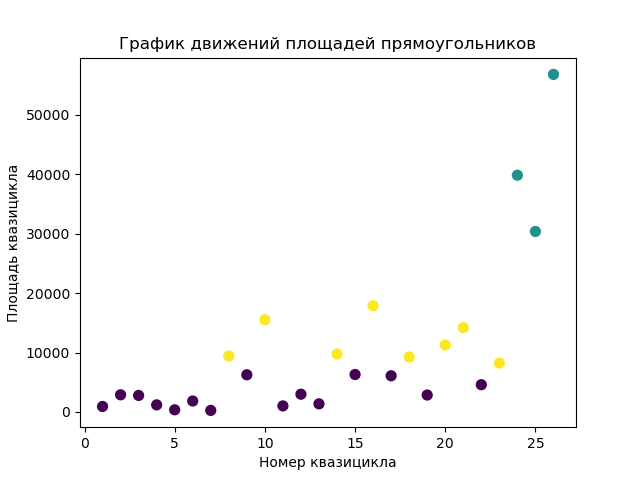 График движений площадей прямоугольников
Площадь квазицикла
50000
40000
30000
20000
10000
0
0 5 10 15 20 25
Номер квазицикла